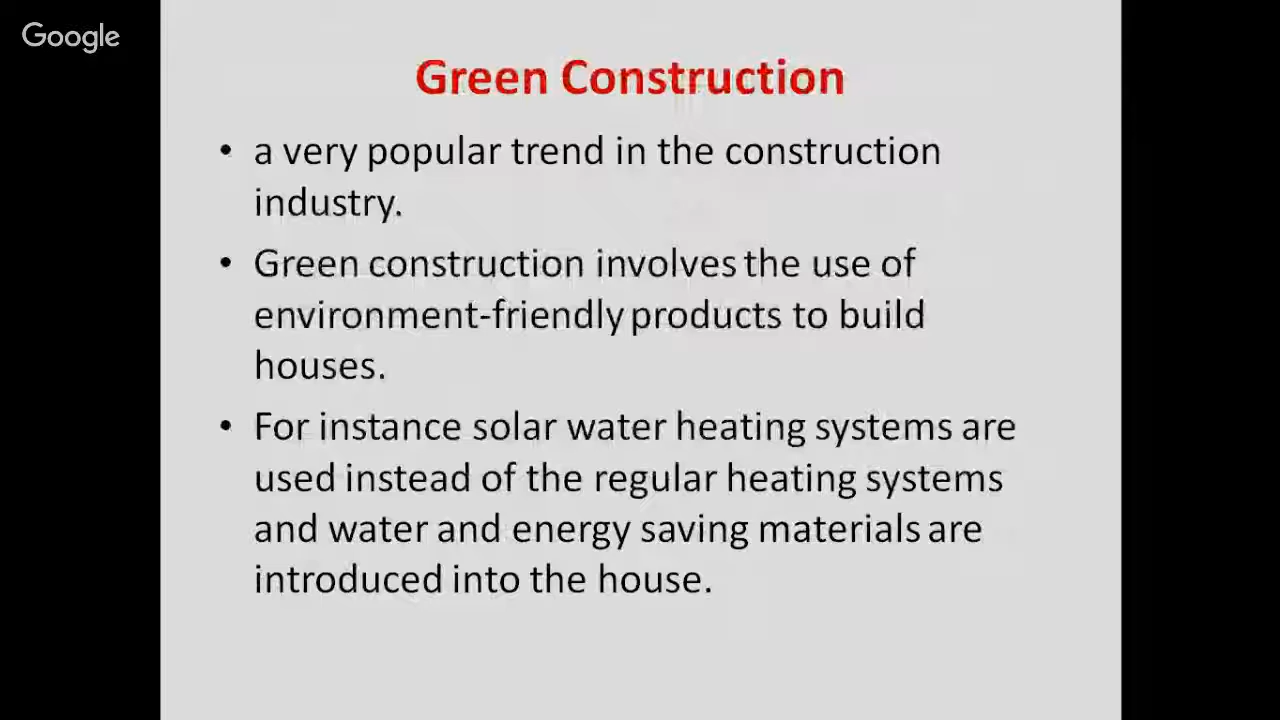 Google
Green Construction
• a very popular trend in the construction
industry.
• Green construction involves the use of
environment-friendly products to build
houses.
• For instance solar water heating systems are
used instead of the regular heating systems
and water and energy saving materials are
introduced into the house.